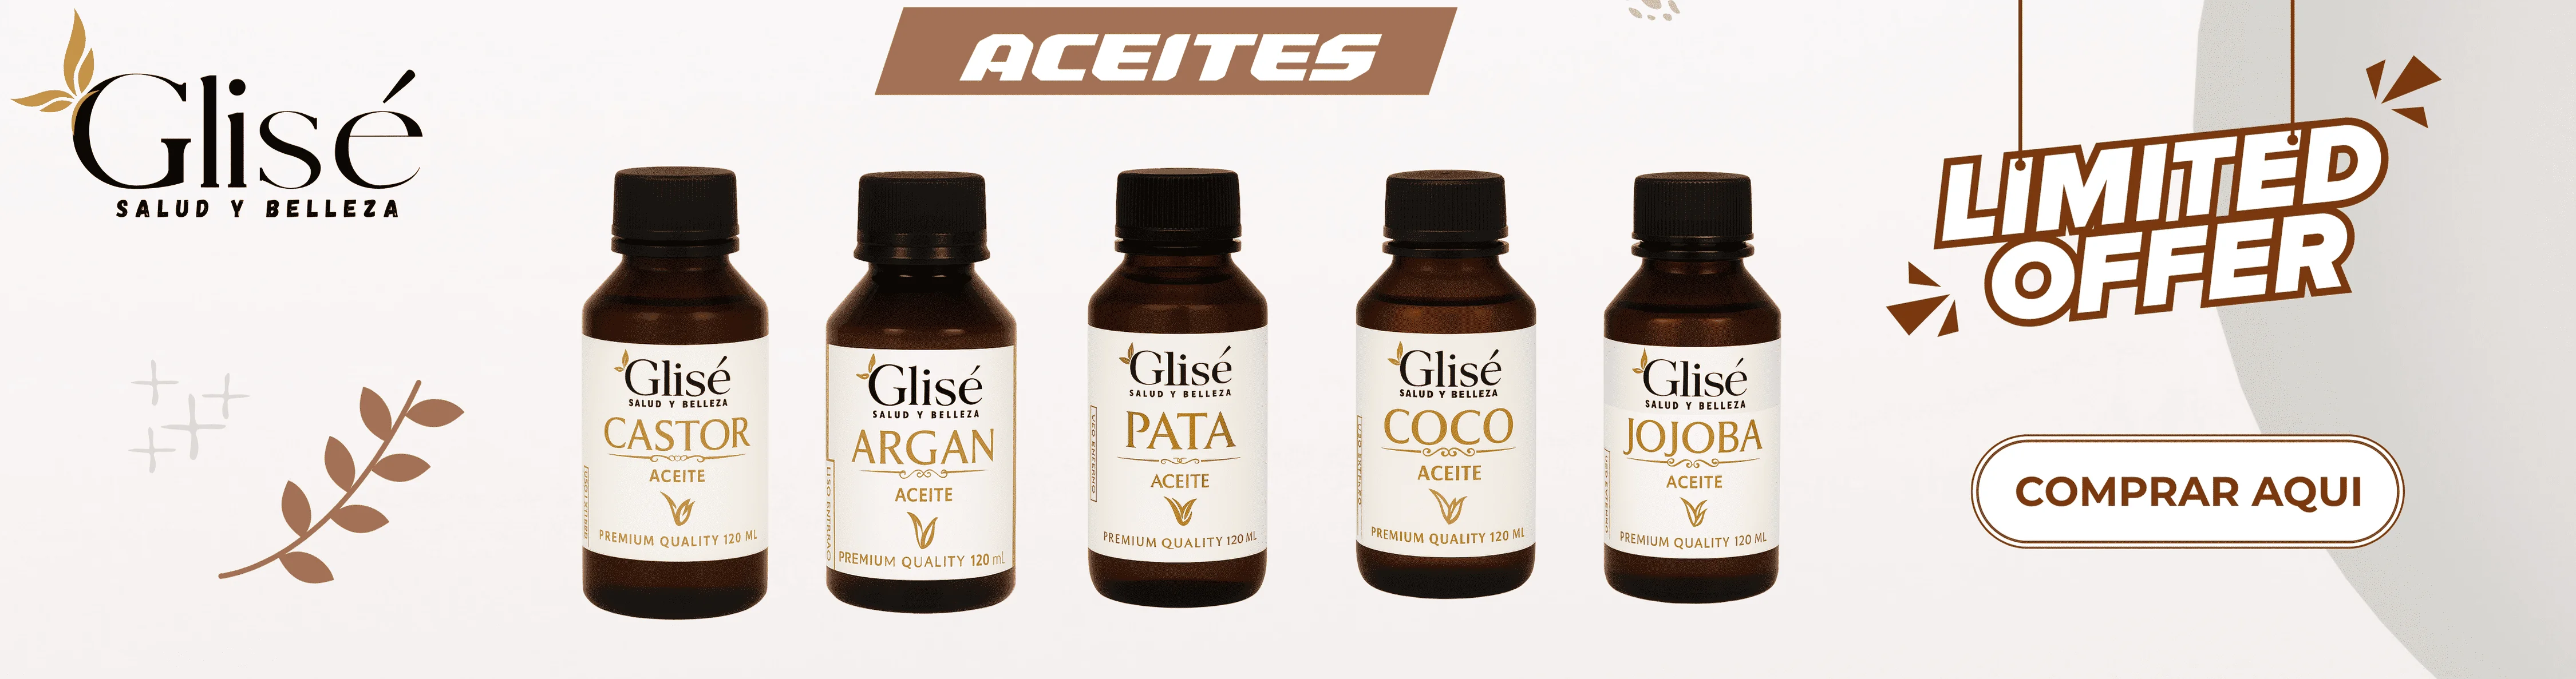 Glisé
SALUD Y BELLEZA
ACEITES
Glisé
SALUD Y BELLEZA
CASTOR
ACEITE
PREMIUM QUALITY 120 ML
Glisé
SALUD Y BELLEZA
ARGAN
ACEITE
PREMIUM QUALITY 120 mL
Glisé
SALUD Y BELLEZA
PATA
ACEITE
PREMIUM QUALITY 120 ML
Glisé
SALUD Y BELLEZA
COCO
ACEITE
PREMIUM QUALITY 120 ML
Glisé
SALUD Y BELLEZA
JOJOBA
ACEITE
PREMIUM QUALITY 120 ML
LIMITED
OFFER
COMPRAR AQUI